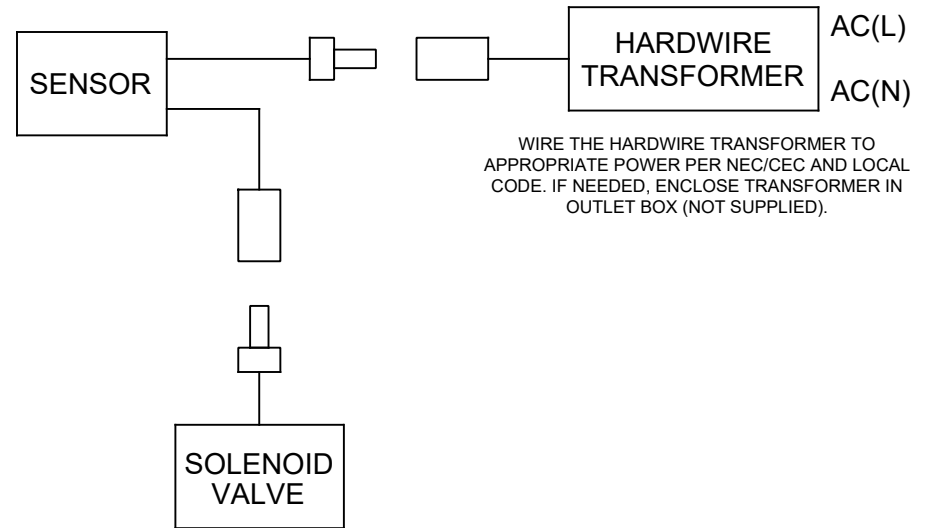 SENSOR
HARDWIRE
TRANSFORMER
AC(L)
AC(N)
WIRE THE HARDWIRE TRANSFORMER TO
APPROPRIATE POWER PER NEC/CEC AND LOCAL
CODE. IF NEEDED, ENCLOSE TRANSFORMER IN
OUTLET BOX (NOT SUPPLIED).
SOLENOID
VALVE